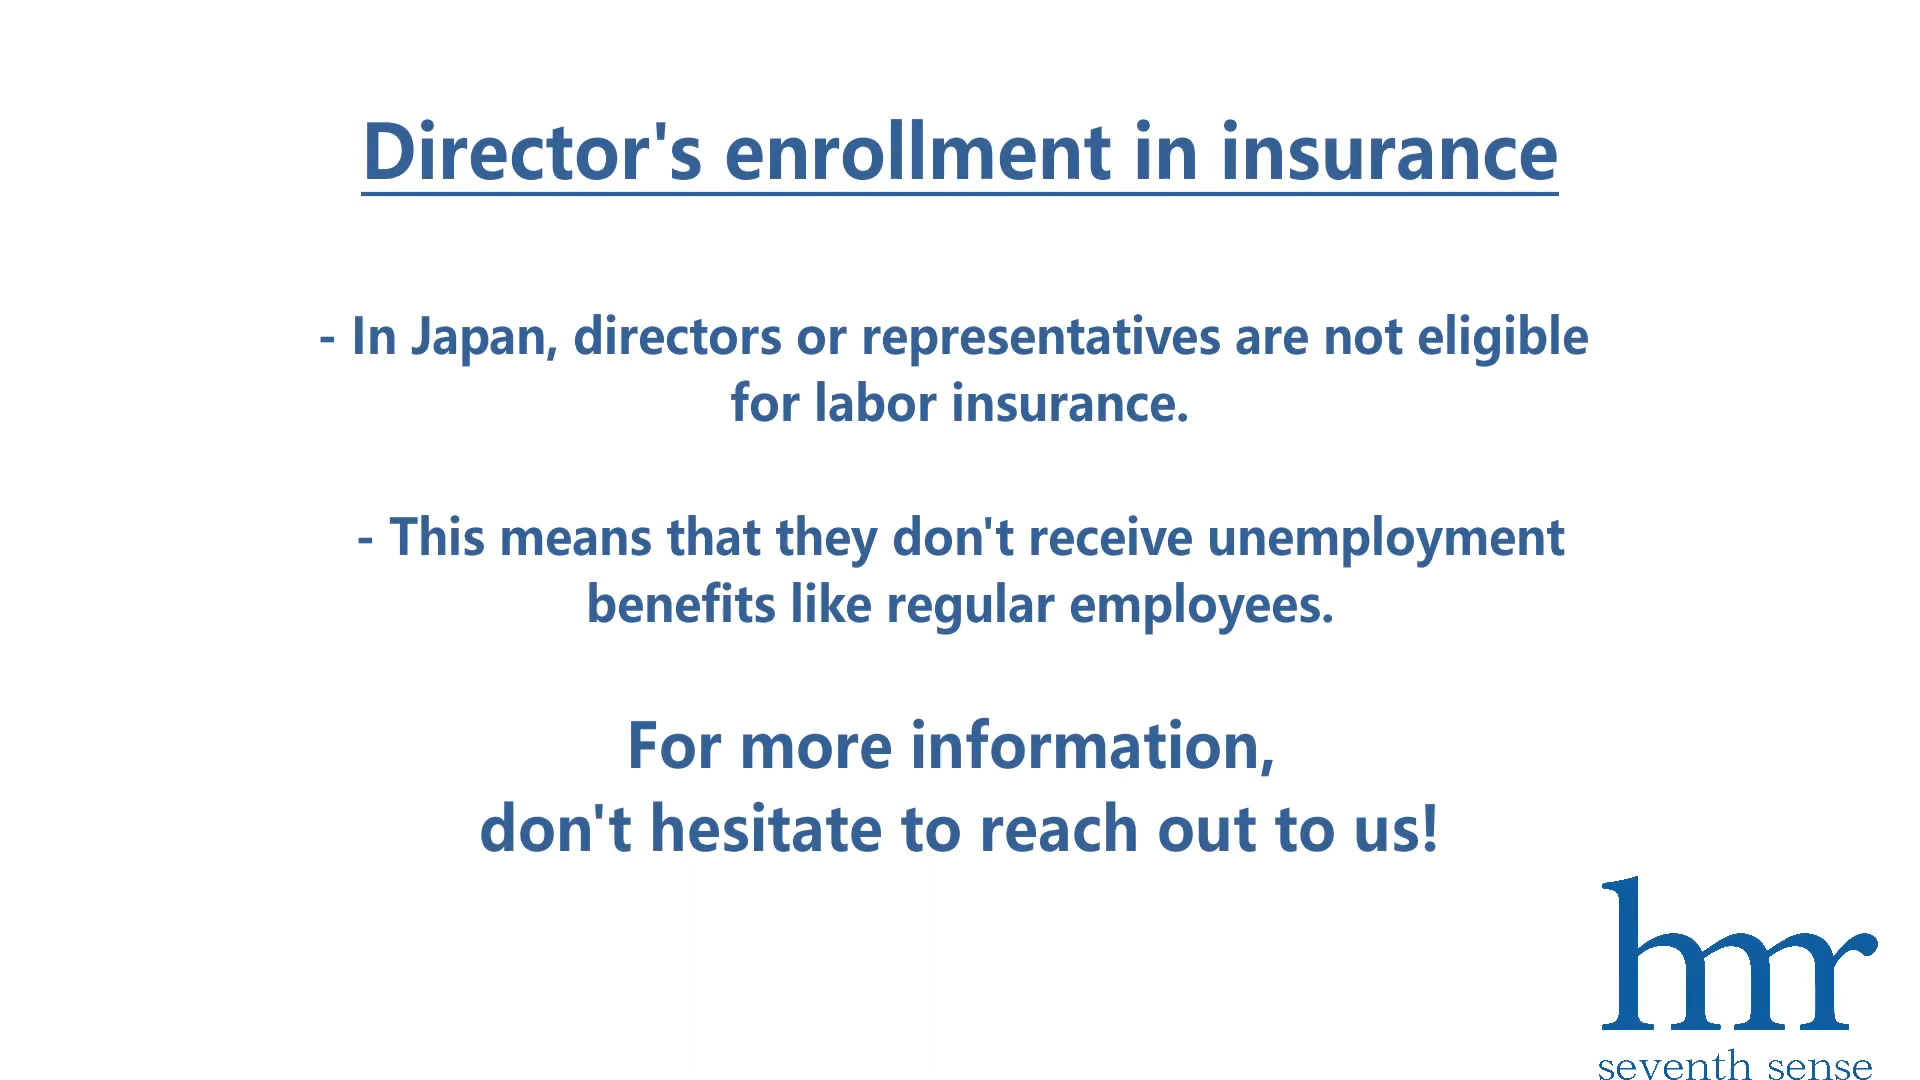 Director's enrollment in insurance
- In Japan, directors or representatives are not eligible
for labor insurance.
- This means that they don't receive unemployment
benefits like regular employees.
For more information,
don't hesitate to reach out to us!
hmr
seventh sense